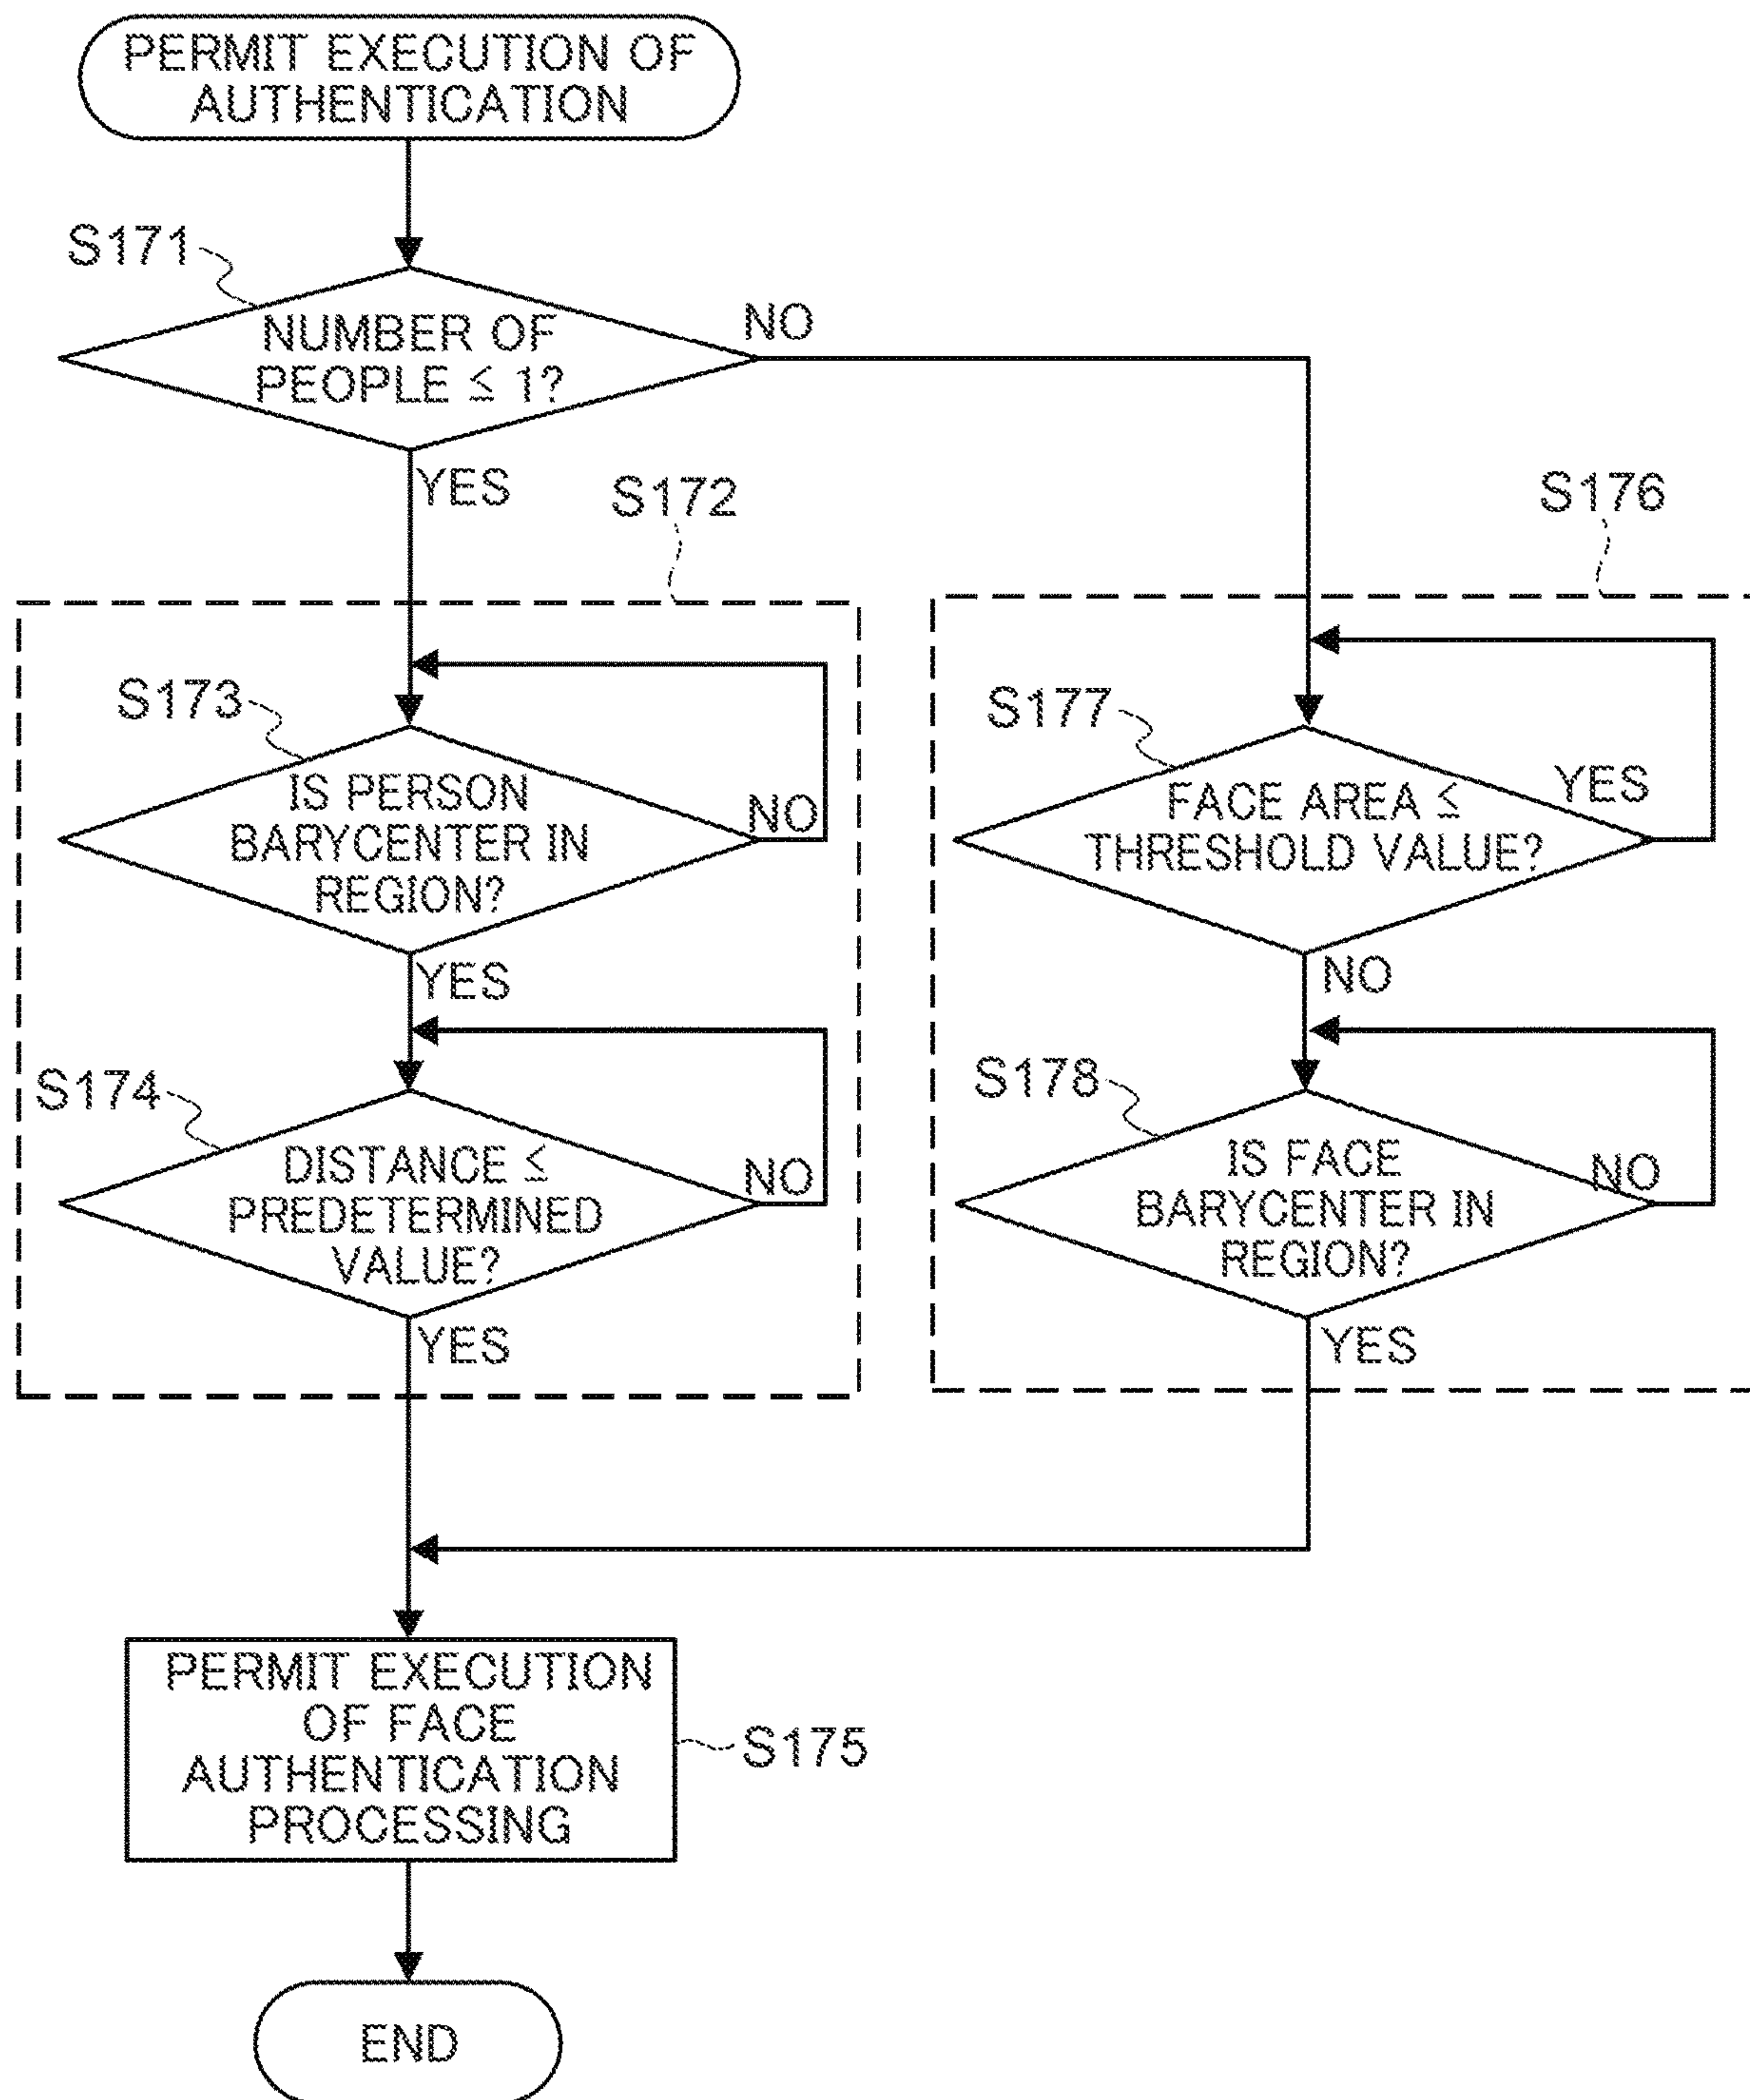 PERMIT EXECUTION OF
AUTHENTICATION
S171
NUMBER OF
PEOPLE ≤ 1?
NO
YES
S172
S176
S173
IS PERSON
BARYCENTER IN
REGION?
NO
YES
S177
FACE AREA ≤
THRESHOLD VALUE?
YES
NO
S174
DISTANCE ≤
PREDETERMINED
VALUE?
NO
YES
S178
IS FACE
BARYCENTER IN
REGION?
NO
YES
PERMIT EXECUTION
OF FACE
AUTHENTICATION
PROCESSING
S175
END